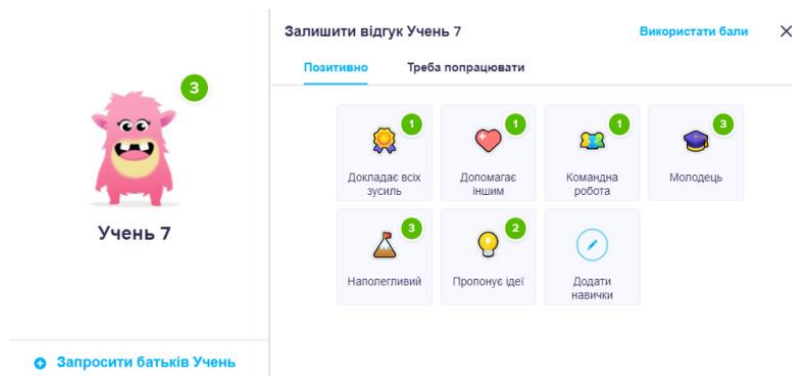 3
Учень 7
Запросити батьків Учень
Залишити відгук Учень 7
Використати бали
Позитивно
Треба попрацювати
1
Докладає всіх
зусиль
1
Допомагає
іншим
1
Командна
робота
3
Молодець
3
Наполегливий
2
Пропонує ідеї
Додати
навички